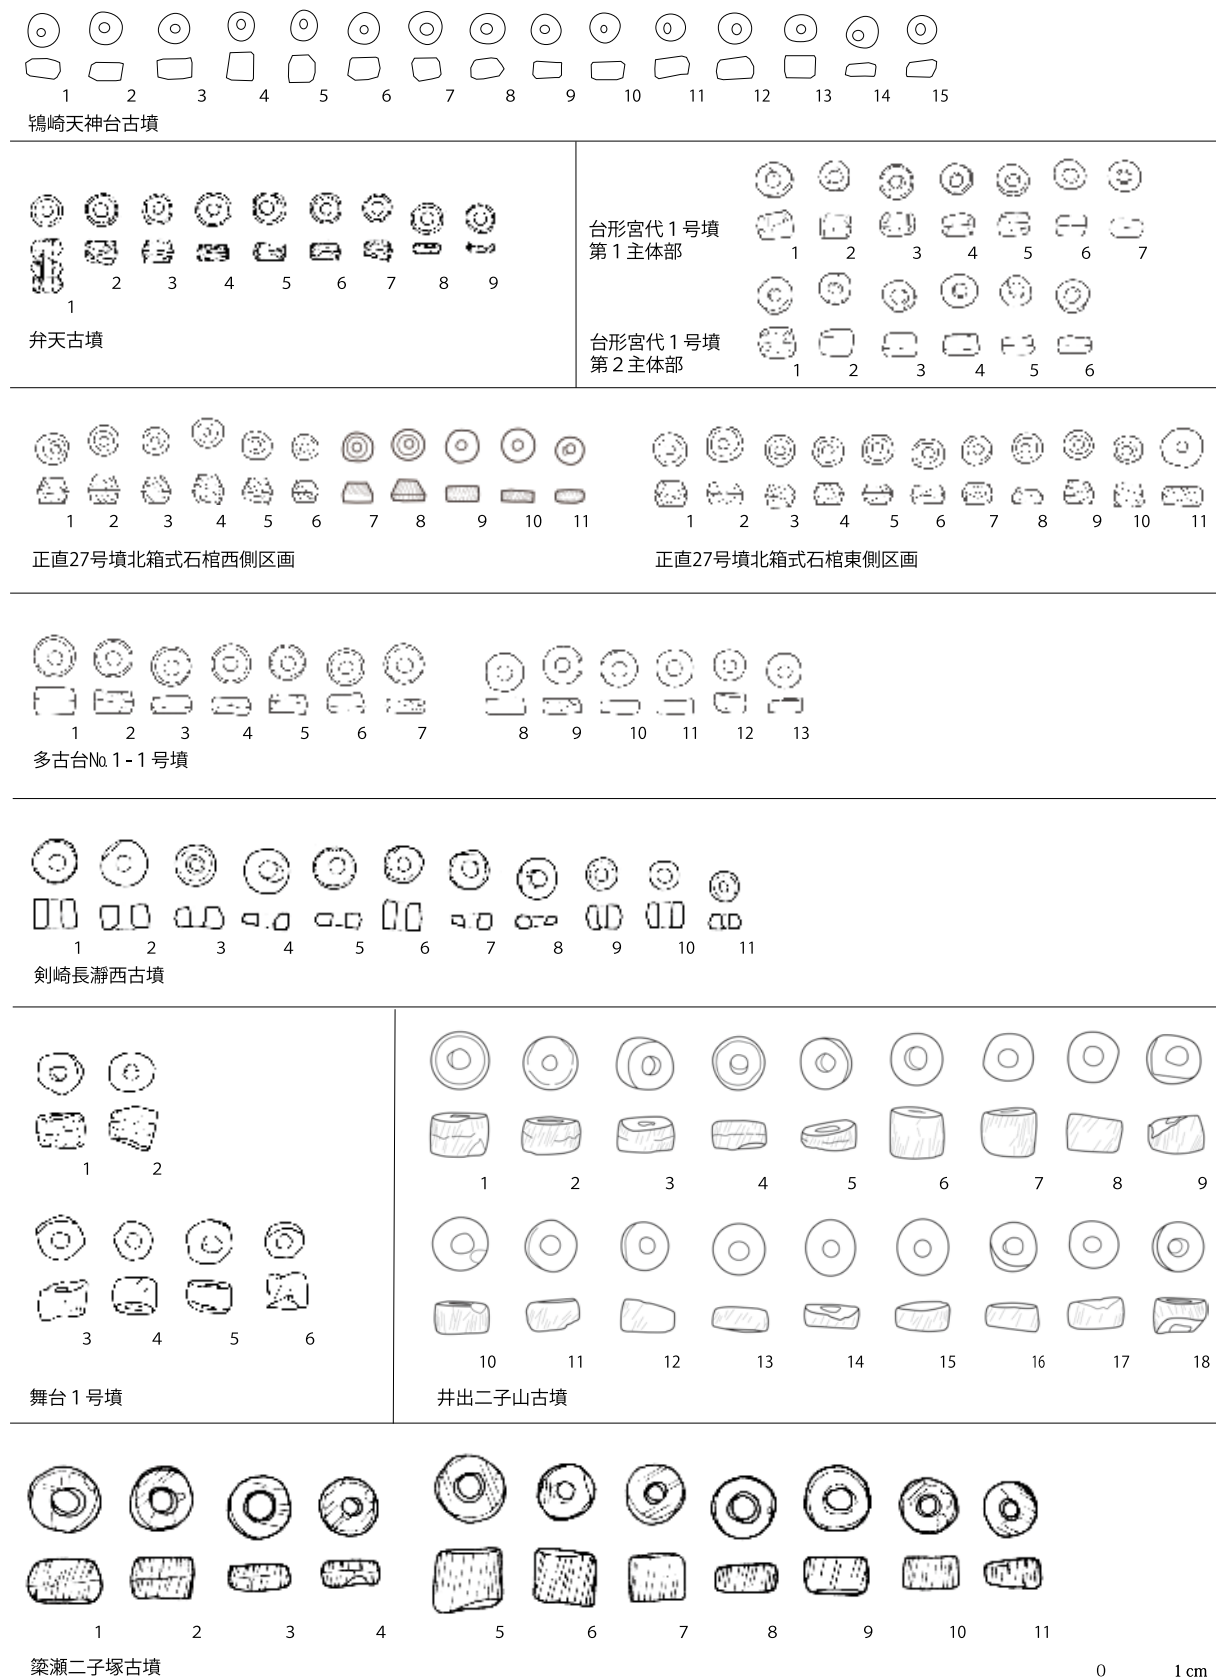 1 2 3 4 5 6 7 8 9 10 11 12 13 14 15
鴇崎天神台古墳
1 2 3 4 5 6 7 8 9
弁天古墳
台形宮代1号墳
第1主体部
1 2 3 4 5 6 7
台形宮代1号墳
第2主体部
1 2 3 4 5 6
1 2 3 4 5 6 7 8 9 10 11
正直27号墳北箱式石棺西側区画
1 2 3 4 5 6 7 8 9 10 11
正直27号墳北箱式石棺東側区画
1 2 3 4 5 6 7 8 9 10 11 12 13
多古台№1-1号墳
1 2 3 4 5 6 7 8 9 10 11
剣崎長瀞西古墳
1 2
3 4 5 6
舞台1号墳
1 2 3 4 5 6 7 8 9
10 11 12 13 14 15 16 17 18
井出二子山古墳
1 2 3 4 5 6 7 8 9 10 11
簗瀬二子塚古墳
0 1cm